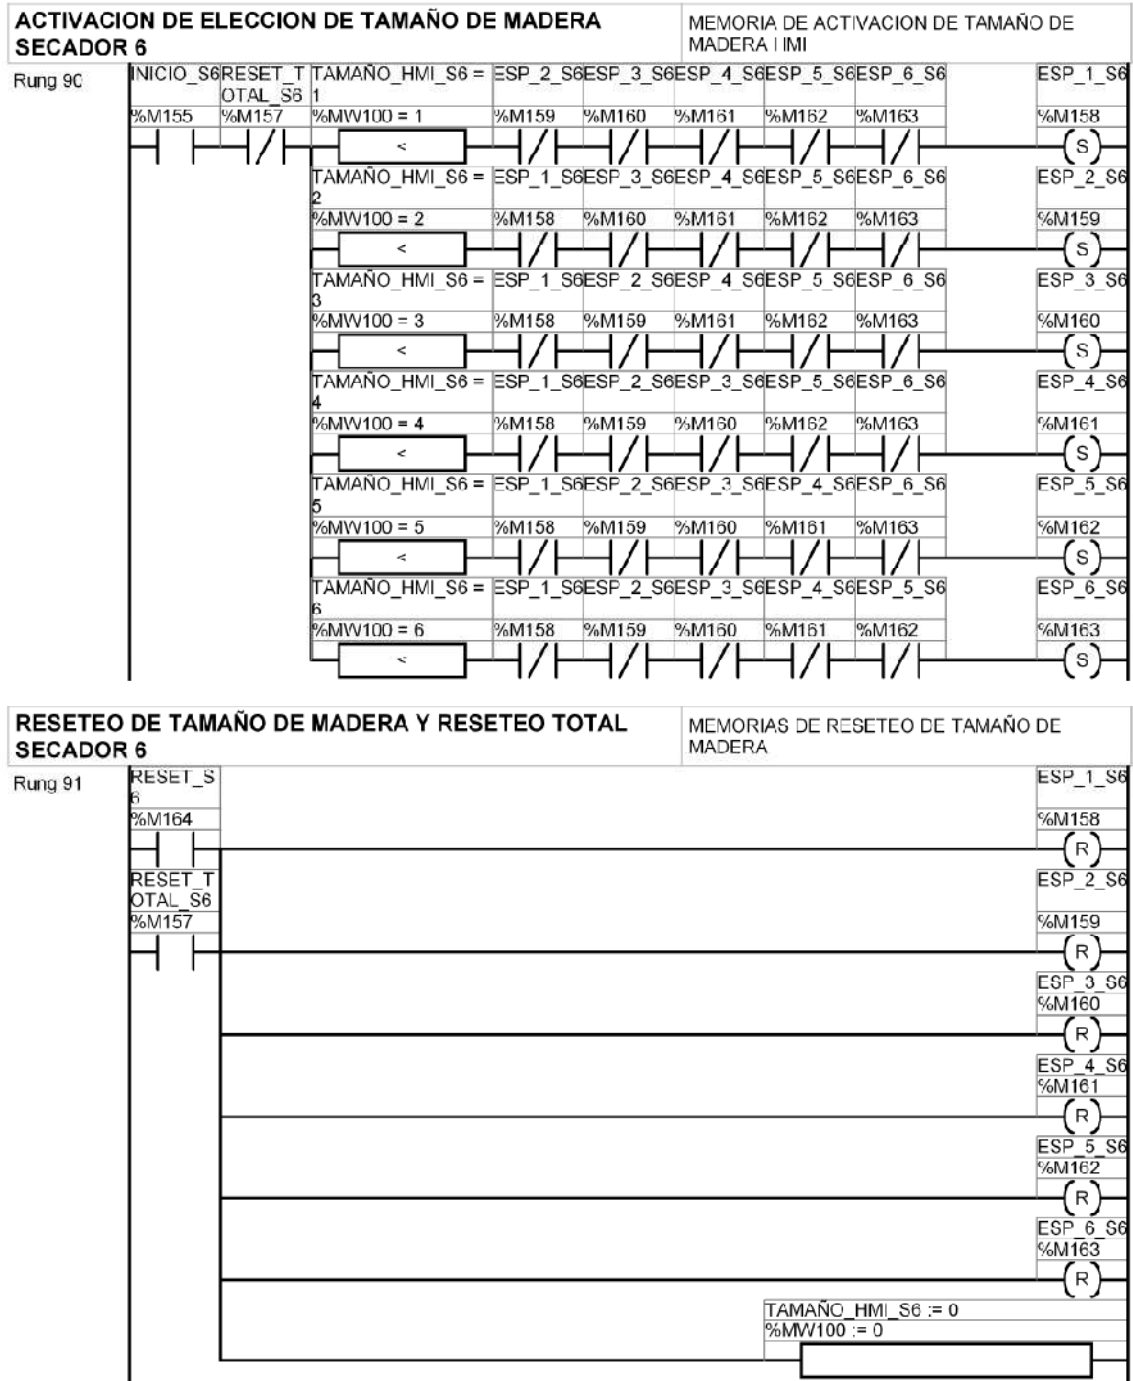 ACTIVACION DE ELECCION DE TAMAÑO DE MADERA
SECADOR 6
MEMORIA DE ACTIVACION DE TAMAÑO DE
MADERA HMI
Rung 90
INICIO_S6 RESET_T TAMAÑO_HMI_S6 = ESP_2_S6 ESP_3_S6 ESP_4_S6 ESP_5_S6 ESP_6_S6 ESP_1_S6
OTAL_S6 1
%M155 %M157 %MW100 = 1 %M159 %M160 %M161 %M162 %M163 %M158
< S
TAMAÑO_HMI_S6 = ESP_1_S6 ESP_3_S6 ESP_4_S6 ESP_5_S6 ESP_6_S6 ESP_2_S6
2
%MW100 = 2 %M158 %M160 %M161 %M162 %M163 %M159
< S
TAMAÑO_HMI_S6 = ESP_1_S6 ESP_2_S6 ESP_4_S6 ESP_5_S6 ESP_6_S6 ESP_3_S6
3
%MW100 = 3 %M158 %M159 %M161 %M162 %M163 %M160
< S
TAMAÑO_HMI_S6 = ESP_1_S6 ESP_2_S6 ESP_3_S6 ESP_5_S6 ESP_6_S6 ESP_4_S6
4
%MW100 = 4 %M158 %M159 %M160 %M162 %M163 %M161
< S
TAMAÑO_HMI_S6 = ESP_1_S6 ESP_2_S6 ESP_3_S6 ESP_4_S6 ESP_6_S6 ESP_5_S6
5
%MW100 = 5 %M158 %M159 %M160 %M161 %M163 %M162
< S
TAMAÑO_HMI_S6 = ESP_1_S6 ESP_2_S6 ESP_3_S6 ESP_4_S6 ESP_5_S6 ESP_6_S6
6
%MW100 = 6 %M158 %M159 %M160 %M161 %M162 %M163
< S
RESETEO DE TAMAÑO DE MADERA Y RESETEO TOTAL
SECADOR 6
MEMORIAS DE RESETEO DE TAMAÑO DE
MADERA
Rung 91
RESET_S ESP_1_S6
6
%M164 %M158
R
RESET_T ESP_2_S6
OTAL_S6
%M157 %M159
R
ESP_3_S6
%M160
R
ESP_4_S6
%M161
R
ESP_5_S6
%M162
R
ESP_6_S6
%M163
R
TAMAÑO_HMI_S6 := 0
%MW100 := 0